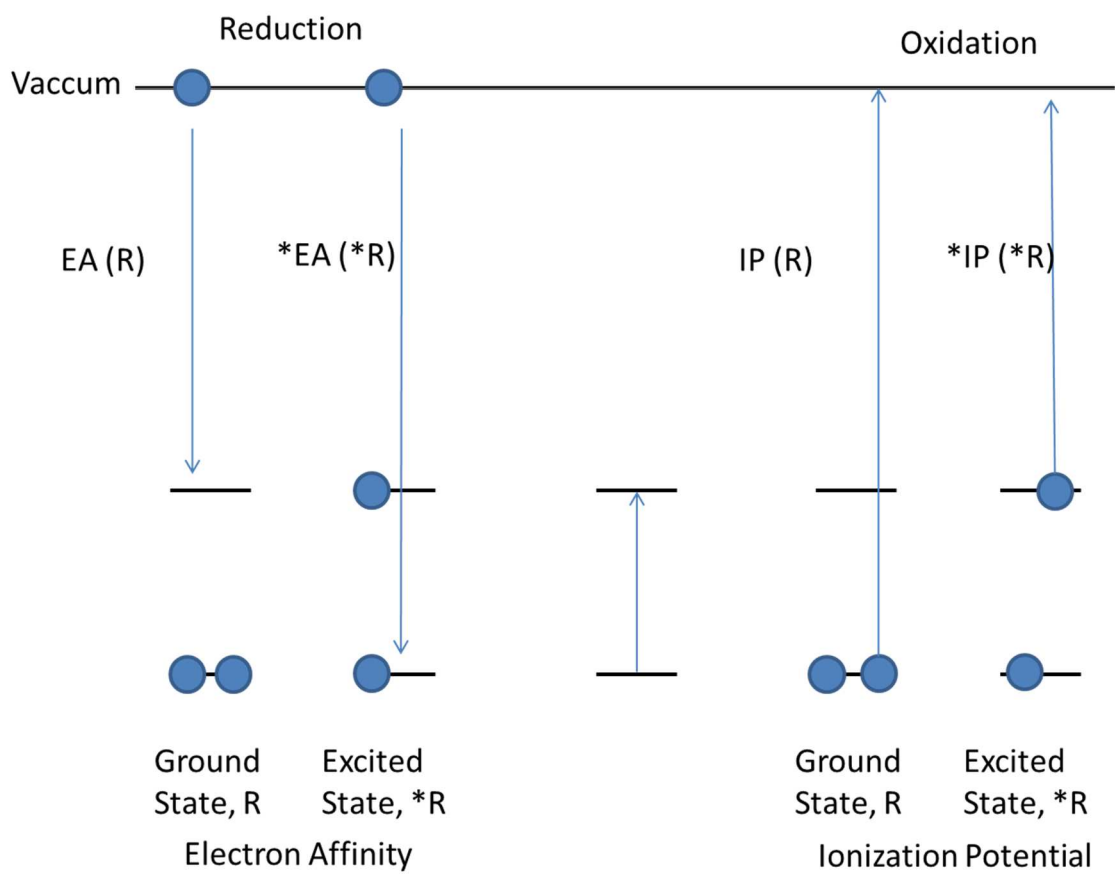 Reduction
Oxidation
Vaccum
EA (R)
*EA (*R)
IP (R)
*IP (*R)
Ground
State, R
Excited
State, *R
Ground
State, R
Excited
State, *R
Electron Affinity
Ionization Potential